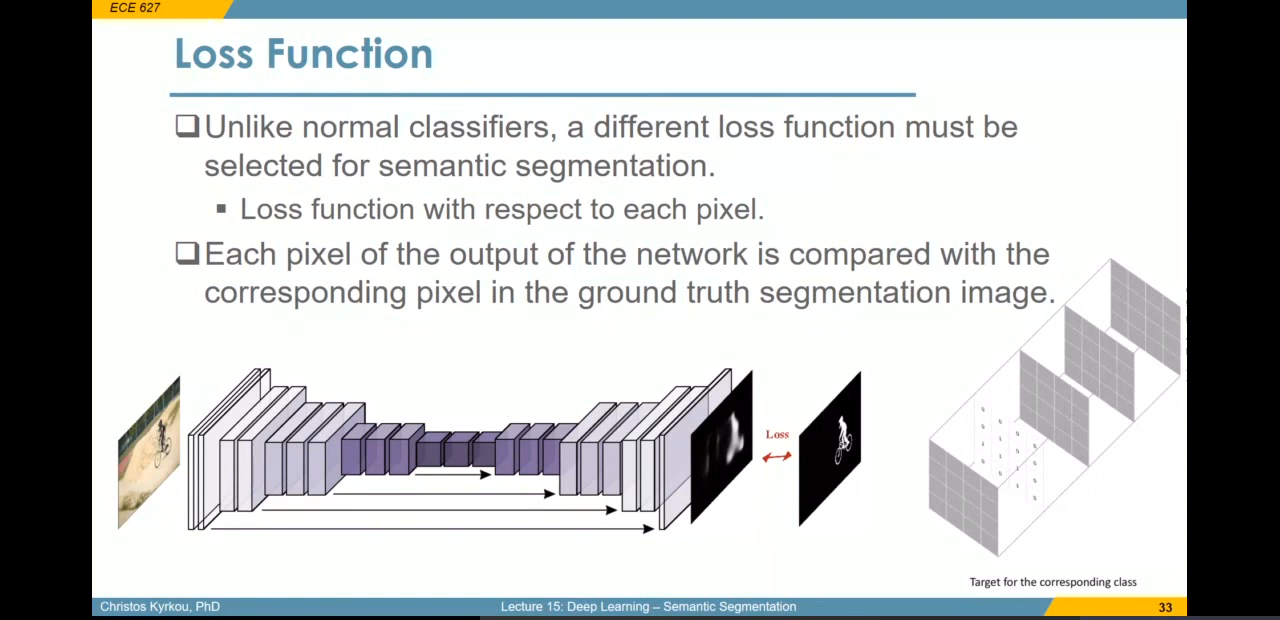 ECE 627
Loss Function
Unlike normal classifiers, a different loss function must be
selected for semantic segmentation.
Loss function with respect to each pixel.
Each pixel of the output of the network is compared with the
corresponding pixel in the ground truth segmentation image.
Loss
Target for the corresponding class
Christos Kyrkou, PhD
Lecture 15: Deep Learning – Semantic Segmentation
33